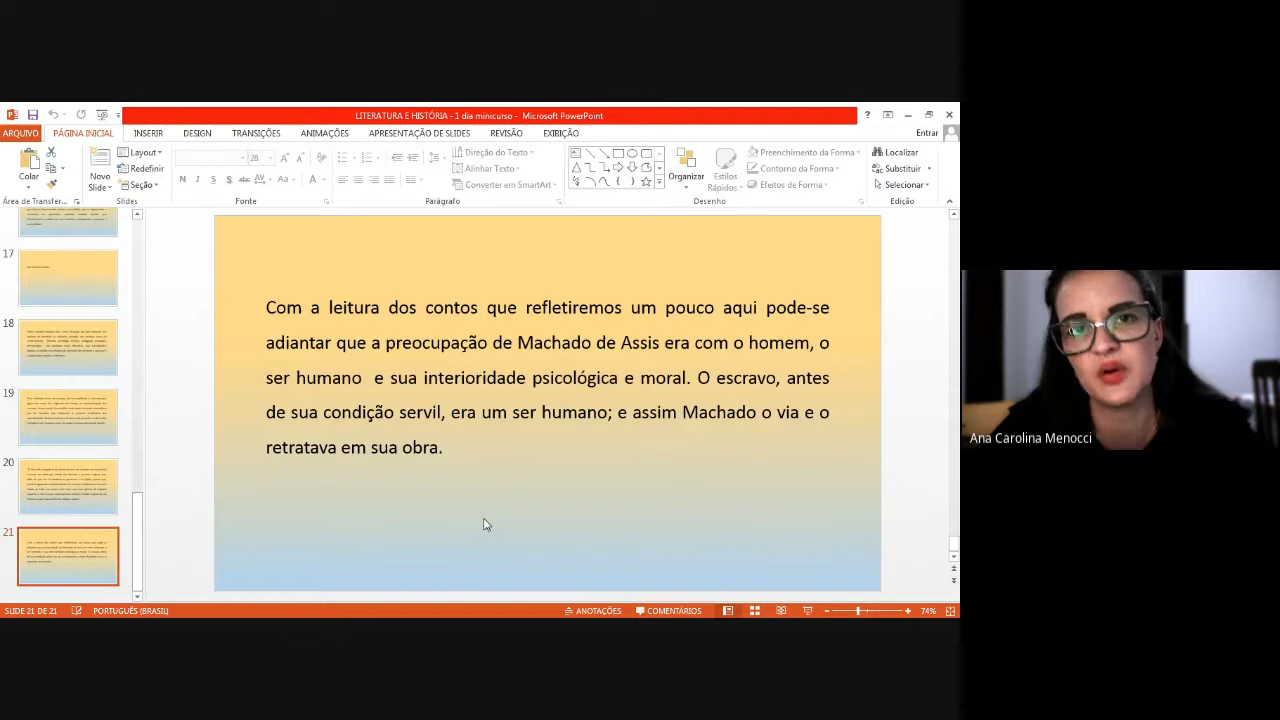 LITERATURA E HISTÓRIA - 1 dia minicurso - Microsoft PowerPoint
ARQUIVO PÁGINA INICIAL INSERIR DESIGN TRANSIÇÕES ANIMAÇÕES APRESENTAÇÃO DE SLIDES REVISÃO EXIBIÇÃO Entrar
Colar
Novo
Slide
Layout
Redefinir
Seção
28
N I S S abc AV Aa A
Direção do Texto
Alinhar Texto
Converter em SmartArt
Organizar
Estilos
Rápidos
Preenchimento da Forma
Contorno da Forma
Efeitos de Forma
Localizar
Substituir
Selecionar
Área de Transfer... Slides Fonte Parágrafo Desenho Edição
17
18
19
20
21
Com a leitura dos contos que refletiremos um pouco aqui pode-se
adiantar que a preocupação de Machado de Assis era com o homem, o
ser humano e sua interioridade psicológica e moral. O escravo, antes
de sua condição servil, era um ser humano; e assim Machado o via e o
retratava em sua obra.
Ana Carolina Menocci
SLIDE 21 DE 21 PORTUGUÊS (BRASIL) ANOTAÇÕES COMENTÁRIOS 74%